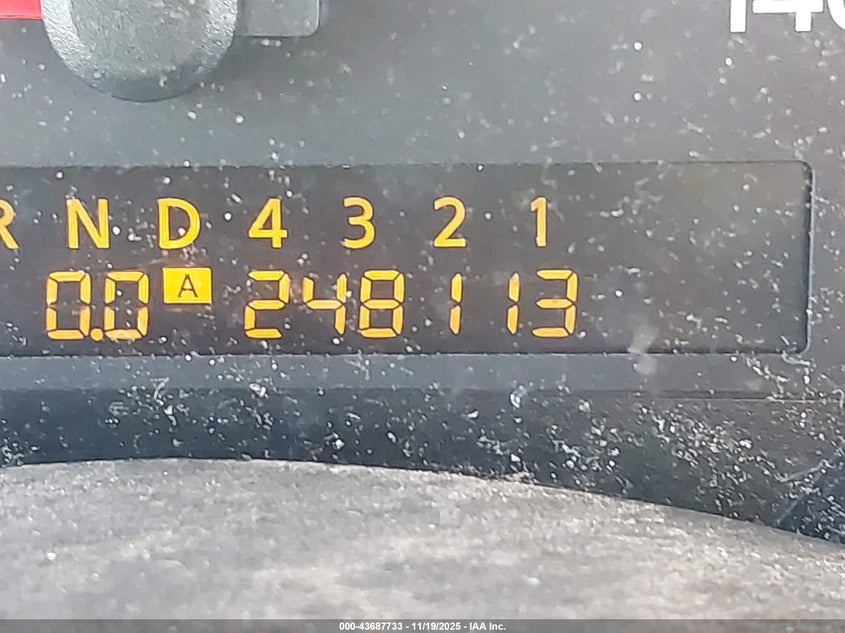 R N D 4 3 2 1
0.0 A 248113
000-43687733 - 11/19/2025 - IAA Inc.